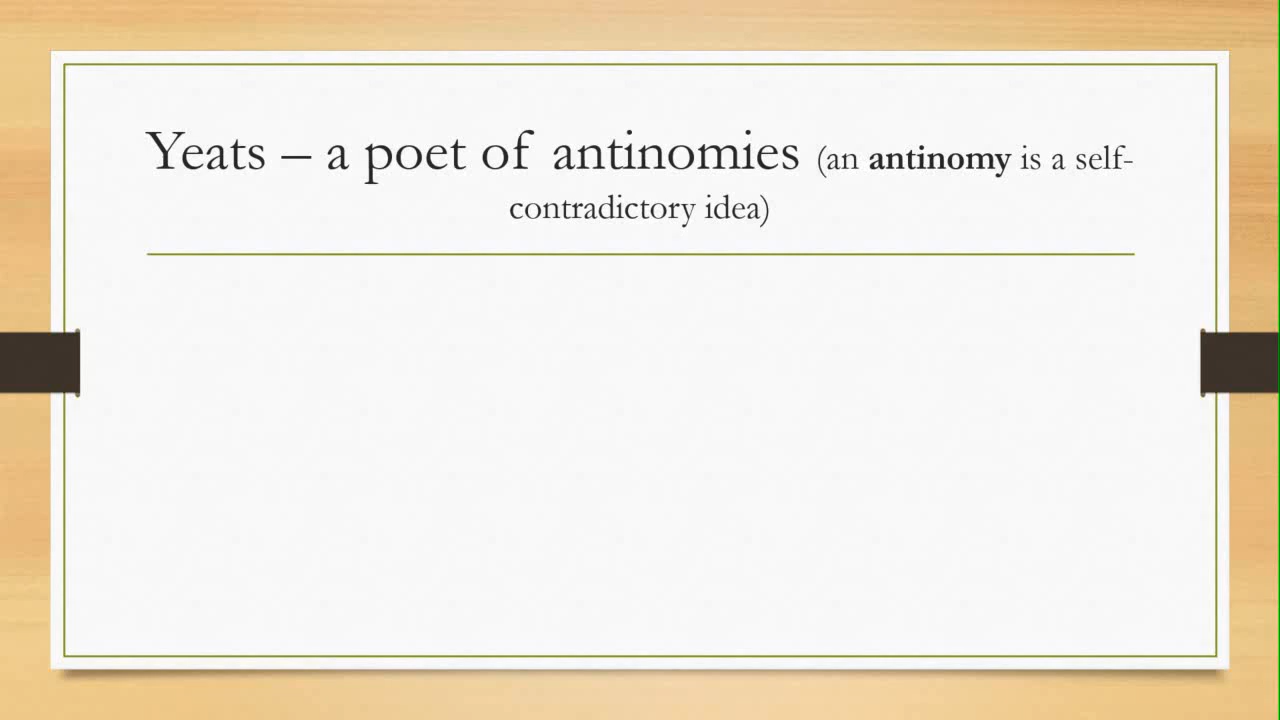 Yeats – a poet of antinomies (an antinomy is a self-
contradictory idea)